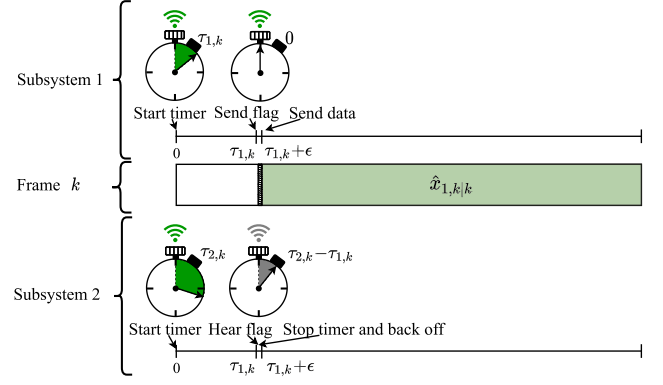 τ₁,ₖ 0
Subsystem 1
Start timer Send flag Send data
0 τ₁,ₖ τ₁,ₖ+ϵ
Frame k x̂₁,ₖ|ₖ
τ₂,ₖ τ₂,ₖ−τ₁,ₖ
Subsystem 2
Start timer Hear flag Stop timer and back off
0 τ₁,ₖ τ₁,ₖ+ϵ